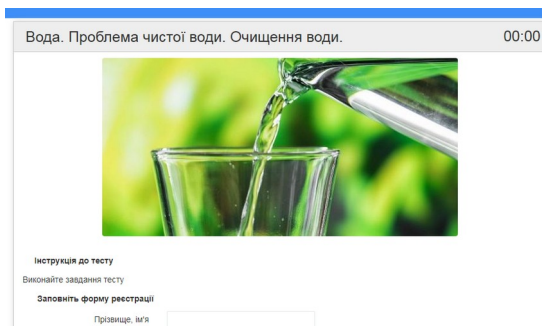 Вода. Проблема чистої води. Очищення води. 00:00
Інструкція до тесту
Виконайте завдання тесту
Заповніть форму реєстрації
Прізвище, ім'я